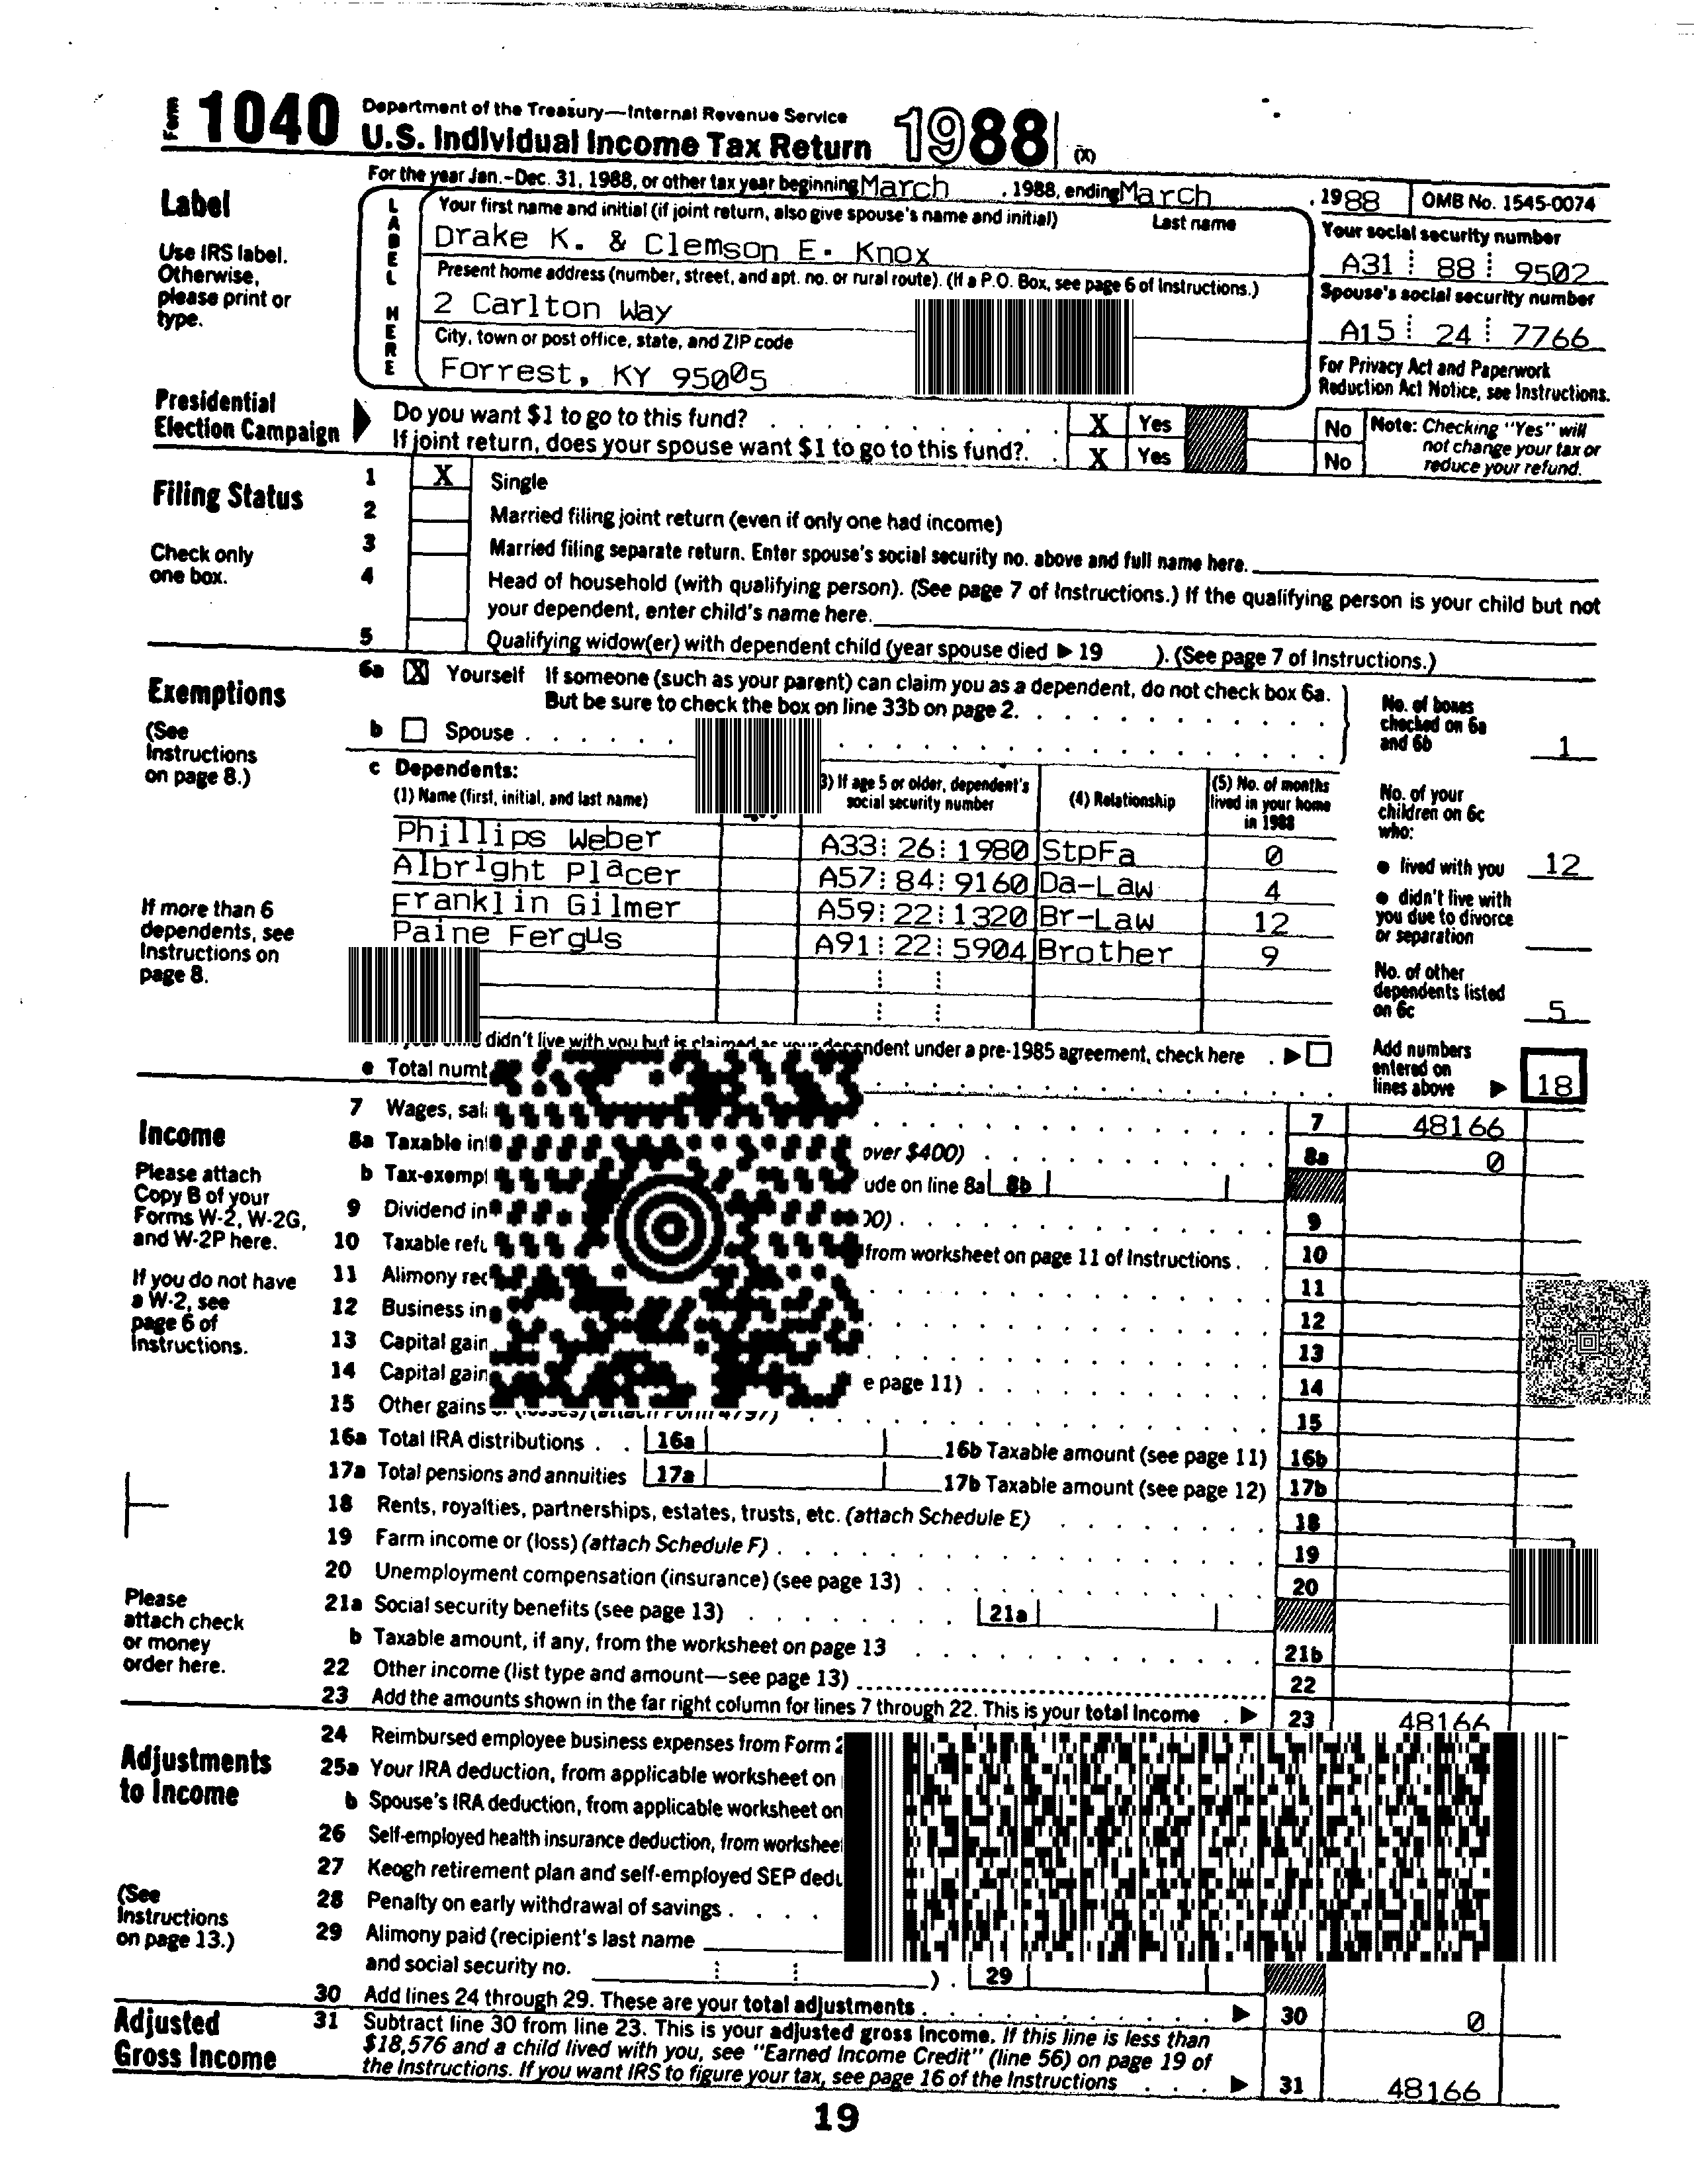 Form 1040 Department of the Treasury—Internal Revenue Service
U.S. Individual Income Tax Return 1988 (X)
For the year Jan.-Dec. 31, 1988, or other tax year beginning March , 1988, ending March , 1988 OMB No. 1545-0074
Label
Use IRS label.
Otherwise,
please print or
type.
LABEL HERE
Your first name and initial (if joint return, also give spouse's name and initial) Last name
Drake K. & Clemson E. Knox
Present home address (number, street, and apt. no. or rural route). (If a P.O. Box, see page 6 of Instructions.)
2 Carlton Way
City, town or post office, state, and ZIP code
Forrest, KY 95005
Your social security number
A31 88 9502
Spouse's social security number
A15 24 7766
For Privacy Act and Paperwork
Reduction Act Notice, see Instructions.
Presidential
Election Campaign
Do you want $1 to go to this fund? X Yes No
If joint return, does your spouse want $1 to go to this fund? X Yes No
Note: Checking "Yes" will
not change your tax or
reduce your refund.
Filing Status
Check only
one box.
1 X Single
2 Married filing joint return (even if only one had income)
3 Married filing separate return. Enter spouse's social security no. above and full name here.
4 Head of household (with qualifying person). (See page 7 of Instructions.) If the qualifying person is your child but not
your dependent, enter child's name here.
5 Qualifying widow(er) with dependent child (year spouse died ▶ 19 ). (See page 7 of Instructions.)
Exemptions
(See
Instructions
on page 8.)
6a X Yourself If someone (such as your parent) can claim you as a dependent, do not check box 6a.
But be sure to check the box on line 33b on page 2.
b Spouse
No. of boxes
checked on 6a
and 6b 1
c Dependents:
(1) Name (first, initial, and last name)
3) If age 5 or older, dependent's
social security number
(4) Relationship
(5) No. of months
lived in your home
in 1988
Phillips Weber A33 26 1980 StpFa 0
Albright Placer A57 84 9160 Da-Law 4
Franklin Gilmer A59 22 1320 Br-Law 12
Paine Fergus A91 22 5904 Brother 9
If more than 6
dependents, see
Instructions on
page 8.
No. of your
children on 6c
who:
● lived with you 12
● didn't live with
you due to divorce
or separation
No. of other
dependents listed
on 6c 5
didn't live with you but is claimed as your dependent under a pre-1985 agreement, check here . ▶
e Total numb
Add numbers
entered on
lines above ▶ 18
Income
Please attach
Copy B of your
Forms W-2, W-2G,
and W-2P here.
If you do not have
a W-2, see
page 6 of
Instructions.
7 Wages, sal 7 48166
8a Taxable in over $400) 8a 0
b Tax-exemp ude on line 8a 8b
9 Dividend in 00) 9
10 Taxable refu from worksheet on page 11 of Instructions 10
11 Alimony rec 11
12 Business in 12
13 Capital gain 13
14 Capital gain e page 11) 14
15 Other gains or (losses) (attach Form 4797) 15
16a Total IRA distributions 16a 16b Taxable amount (see page 11) 16b
17a Total pensions and annuities 17a 17b Taxable amount (see page 12) 17b
18 Rents, royalties, partnerships, estates, trusts, etc. (attach Schedule E) 18
19 Farm income or (loss) (attach Schedule F) 19
20 Unemployment compensation (insurance) (see page 13) 20
21a Social security benefits (see page 13) 21a
b Taxable amount, if any, from the worksheet on page 13 21b
22 Other income (list type and amount—see page 13) 22
23 Add the amounts shown in the far right column for lines 7 through 22. This is your total income ▶ 23 48166
Please
attach check
or money
order here.
Adjustments
to Income
(See
Instructions
on page 13.)
24 Reimbursed employee business expenses from Form 2
25a Your IRA deduction, from applicable worksheet on
b Spouse's IRA deduction, from applicable worksheet on
26 Self-employed health insurance deduction, from workshee
27 Keogh retirement plan and self-employed SEP dedu
28 Penalty on early withdrawal of savings
29 Alimony paid (recipient's last name
and social security no. ) . 29
30 Add lines 24 through 29. These are your total adjustments ▶ 30 0
Adjusted
Gross Income
31 Subtract line 30 from line 23. This is your adjusted gross income. If this line is less than
$18,576 and a child lived with you, see "Earned Income Credit" (line 56) on page 19 of
the Instructions. If you want IRS to figure your tax, see page 16 of the Instructions ▶ 31 48166
19